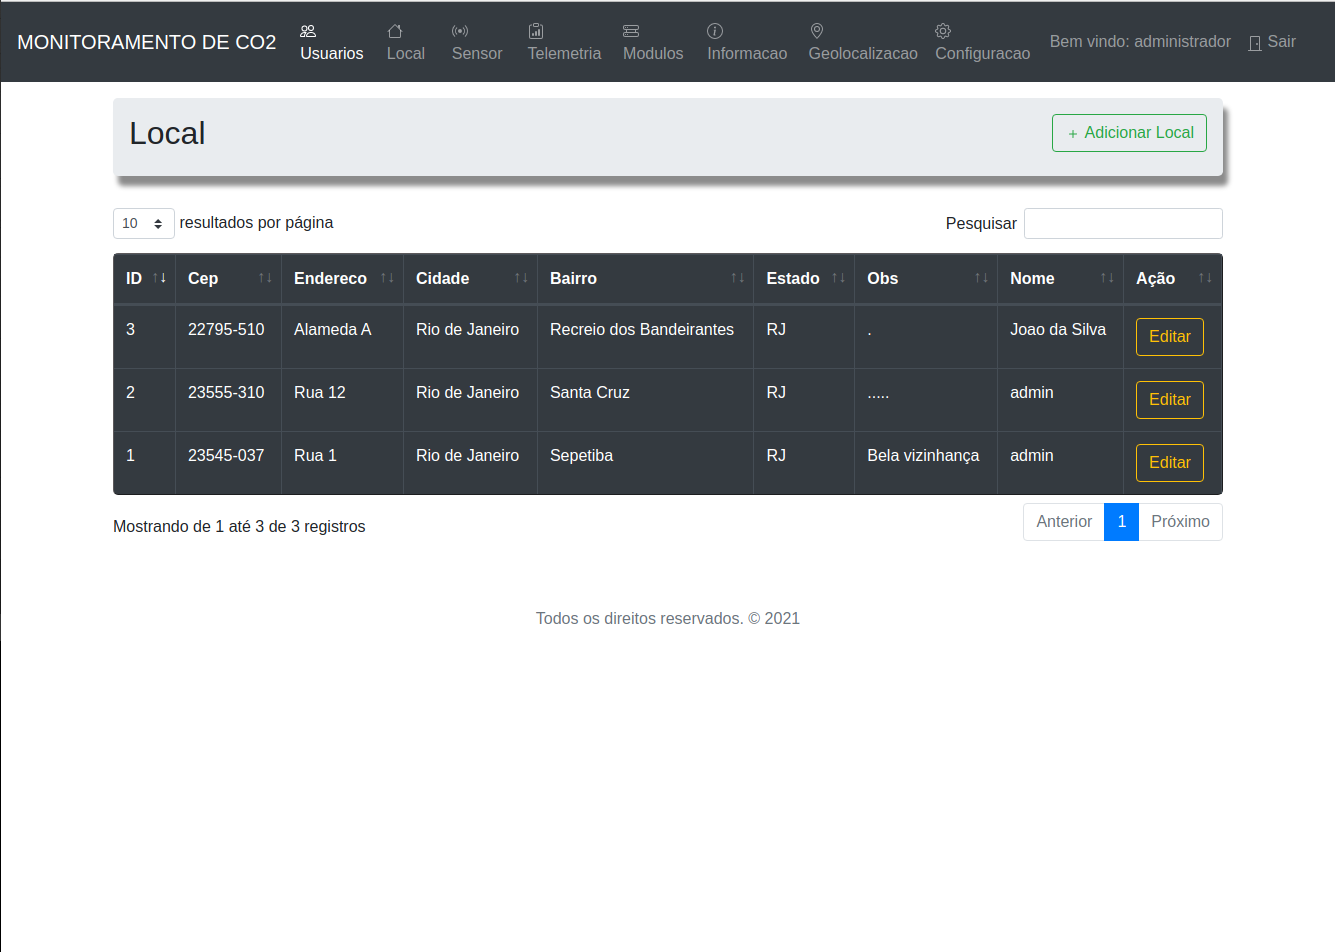 MONITORAMENTO DE CO2 Usuarios Local Sensor Telemetria Modulos Informacao Geolocalizacao Configuracao Bem vindo: administrador Sair
Local + Adicionar Local
10 resultados por página Pesquisar
ID ↑↓ Cep ↑↓ Endereco ↑↓ Cidade ↑↓ Bairro ↑↓ Estado ↑↓ Obs ↑↓ Nome ↑↓ Ação ↑↓
3 22795-510 Alameda A Rio de Janeiro Recreio dos Bandeirantes RJ . Joao da Silva Editar
2 23555-310 Rua 12 Rio de Janeiro Santa Cruz RJ ..... admin Editar
1 23545-037 Rua 1 Rio de Janeiro Sepetiba RJ Bela vizinhança admin Editar
Mostrando de 1 até 3 de 3 registros Anterior 1 Próximo
Todos os direitos reservados. © 2021